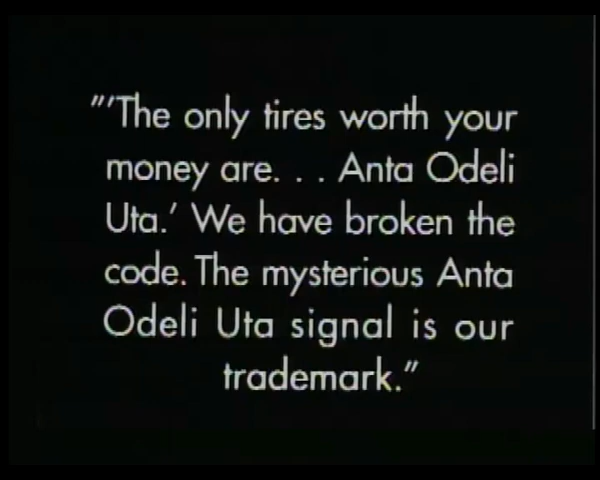 "'The only tires worth your
money are. . . Anta Odeli
Uta.' We have broken the
code. The mysterious Anta
Odeli Uta signal is our
trademark."